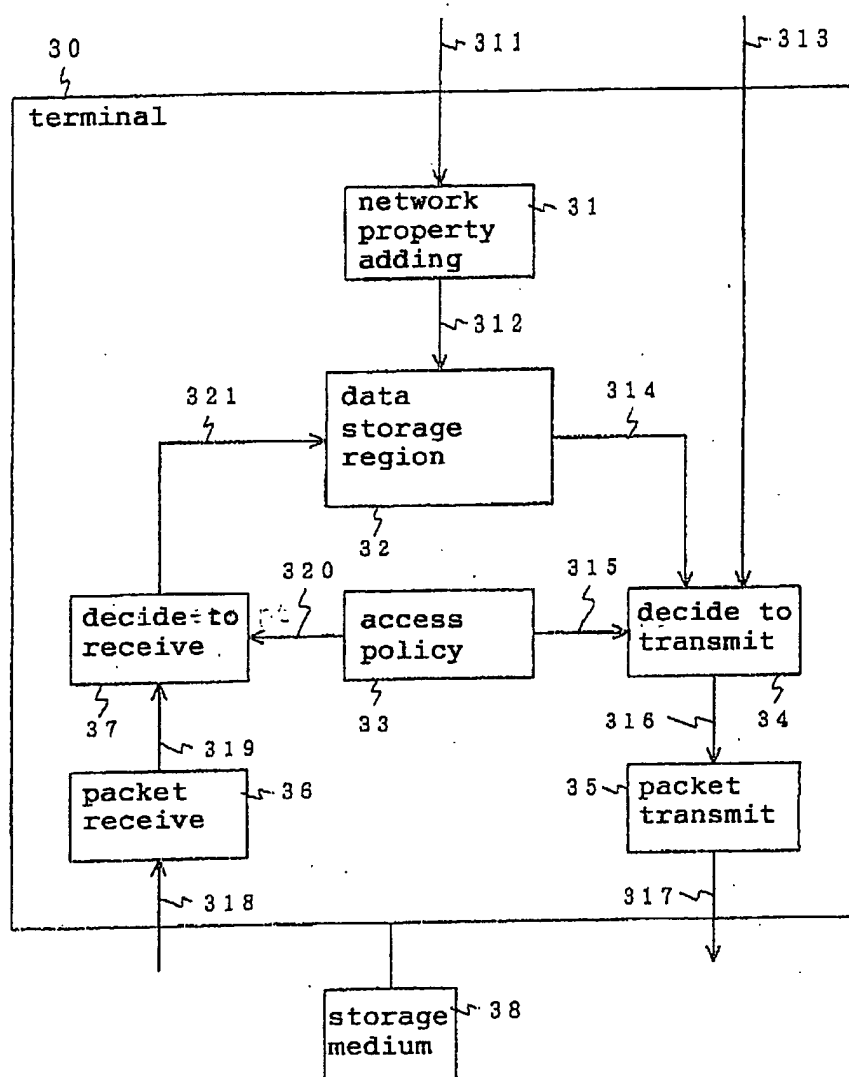 30
311
313
terminal
network
property
adding
31
312
321
data
storage
region
314
32
320
315
decide to
receive
access
policy
decide to
transmit
37
33
316
34
319
packet
receive
36
35
packet
transmit
318
317
storage
medium
38